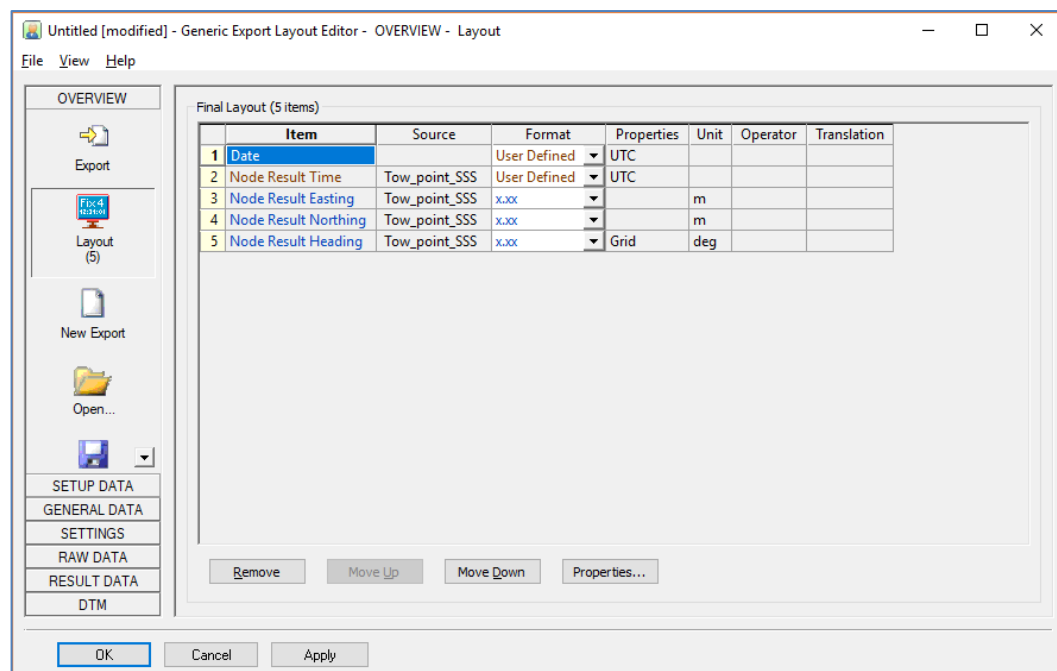 Untitled [modified] - Generic Export Layout Editor - OVERVIEW - Layout
File View Help
OVERVIEW
Export
Fix4
12:34:01
Layout
(5)
New Export
Open...
SETUP DATA
GENERAL DATA
SETTINGS
RAW DATA
RESULT DATA
DTM
Final Layout (5 items)
Item Source Format Properties Unit Operator Translation
1 Date User Defined UTC
2 Node Result Time Tow_point_SSS User Defined UTC
3 Node Result Easting Tow_point_SSS x.xx m
4 Node Result Northing Tow_point_SSS x.xx m
5 Node Result Heading Tow_point_SSS x.xx Grid deg
Remove Move Up Move Down Properties...
OK Cancel Apply